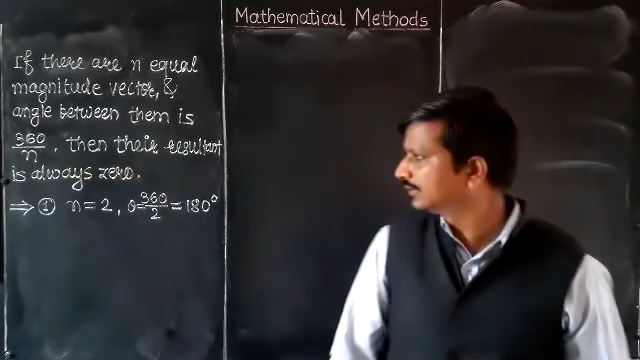 Mathematical Methods
If there are n equal
magnitude vector, &
angle between them is
360/n, then their resultant
is always zero.
⟹ ① n = 2, θ = 360/2 = 180°